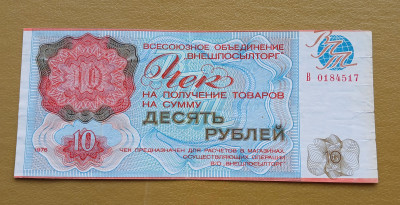 ВСЕСОЮЗНОЕ ОБЪЕДИНЕНИЕ
"ВНЕШПОСЫЛТОРГ"
ВПТ
В 0184517
Чек
НА ПОЛУЧЕНИЕ ТОВАРОВ
НА СУММУ
ДЕСЯТЬ
РУБЛЕЙ
10
10
1976
ЧЕК ПРЕДНАЗНАЧЕН ДЛЯ РАСЧЕТОВ В МАГАЗИНАХ,
ОСУЩЕСТВЛЯЮЩИХ ОПЕРАЦИИ
В/О "ВНЕШПОСЫЛТОРГ"